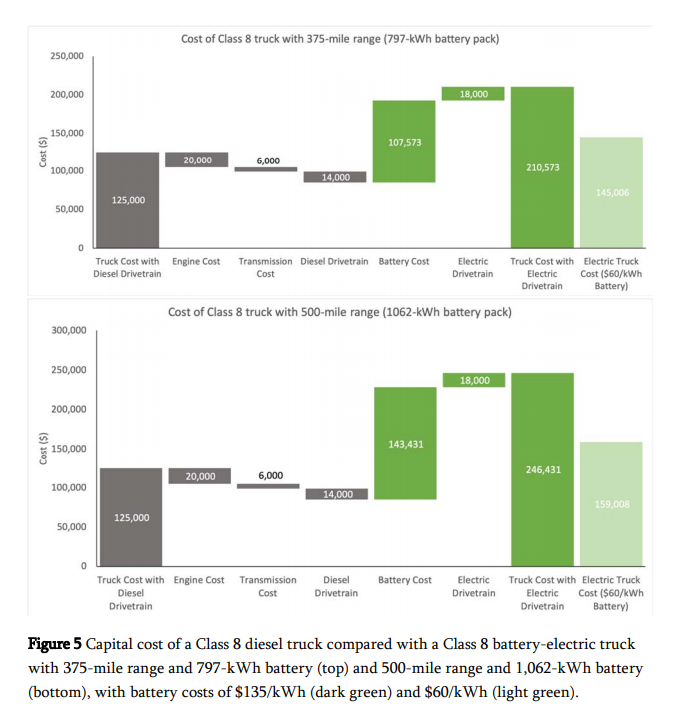 Cost of Class 8 truck with 375-mile range (797-kWh battery pack)
250,000
200,000
150,000
100,000
50,000
0
Cost ($)
125,000
20,000
6,000
14,000
107,573
18,000
210,573
145,006
Truck Cost with Diesel Drivetrain
Engine Cost
Transmission Cost
Diesel Drivetrain
Battery Cost
Electric Drivetrain
Truck Cost with Electric Drivetrain
Electric Truck Cost ($60/kWh Battery)
Cost of Class 8 truck with 500-mile range (1062-kWh battery pack)
300,000
250,000
200,000
150,000
100,000
50,000
0
Cost ($)
125,000
20,000
6,000
14,000
143,431
18,000
246,431
159,008
Truck Cost with Diesel Drivetrain
Engine Cost
Transmission Cost
Diesel Drivetrain
Battery Cost
Electric Drivetrain
Truck Cost with Electric Drivetrain
Electric Truck Cost ($60/kWh Battery)
Figure 5 Capital cost of a Class 8 diesel truck compared with a Class 8 battery-electric truck
with 375-mile range and 797-kWh battery (top) and 500-mile range and 1,062-kWh battery
(bottom), with battery costs of $135/kWh (dark green) and $60/kWh (light green).